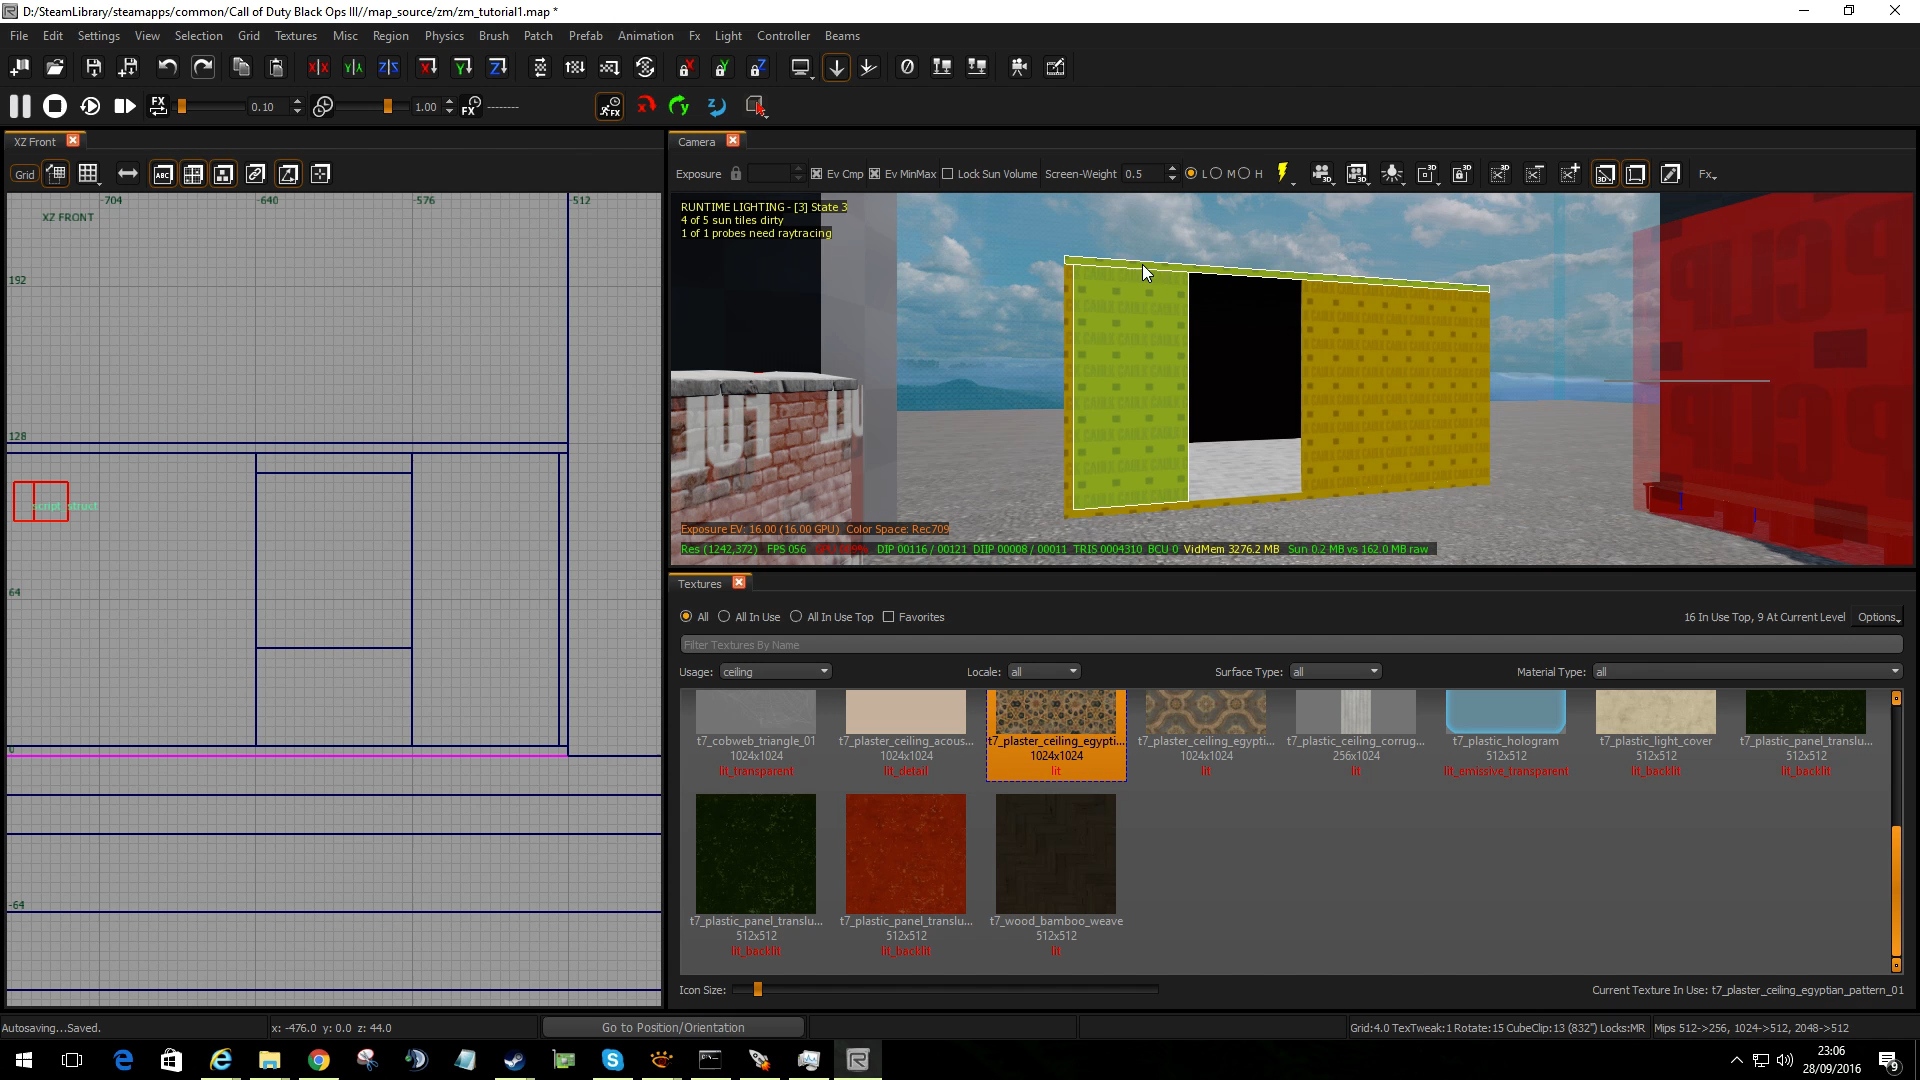 D:/SteamLibrary/steamapps/common/Call of Duty Black Ops III//map_source/zm/zm_tutorial1.map *
File Edit Settings View Selection Grid Textures Misc Region Physics Brush Patch Prefab Animation Fx Light Controller Beams
FX 0.10 1.00 FX --------
XZ Front
Grid ABC
-704 -640 -576 -512
XZ FRONT
192
128
script_struct
64
0
-64
Camera
Exposure Ev Cmp Ev MinMax Lock Sun Volume Screen-Weight 0.5 L M H Fx
RUNTIME LIGHTING - [3] State 3
4 of 5 sun tiles dirty
1 of 1 probes need raytracing
Exposure EV: 16.00 (16.00 GPU) Color Space: Rec709
Res (1242,372) FPS 056 DIP 00116 / 00121 DIIP 00008 / 00011 TRIS 0004310 BCU 0 VidMem 3276.2 MB Sun 0.2 MB vs 162.0 MB raw
Textures
All All In Use All In Use Top Favorites 16 In Use Top, 9 At Current Level Options
Filter Textures By Name
Usage: ceiling Locale: all Surface Type: all Material Type: all
t7_cobweb_triangle_01 t7_plaster_ceiling_acous... t7_plaster_ceiling_egypti... t7_plaster_ceiling_egypti... t7_plastic_ceiling_corrug... t7_plastic_hologram t7_plastic_light_cover t7_plastic_panel_translu...
1024x1024 1024x1024 1024x1024 1024x1024 256x1024 512x512 512x512 512x512
lit_transparent lit_detail lit lit lit lit_emissive_transparent lit_backlit lit_backlit
t7_plastic_panel_translu... t7_plastic_panel_translu... t7_wood_bamboo_weave
512x512 512x512 512x512
lit_backlit lit_backlit lit
Icon Size: Current Texture In Use: t7_plaster_ceiling_egyptian_pattern_01
Autosaving...Saved. x: -476.0 y: 0.0 z: 44.0 Go to Position/Orientation Grid:4.0 TexTweak:1 Rotate:15 CubeClip:13 (832") Locks:MR Mips 512->256, 1024->512, 2048->512
23:06
28/09/2016
9